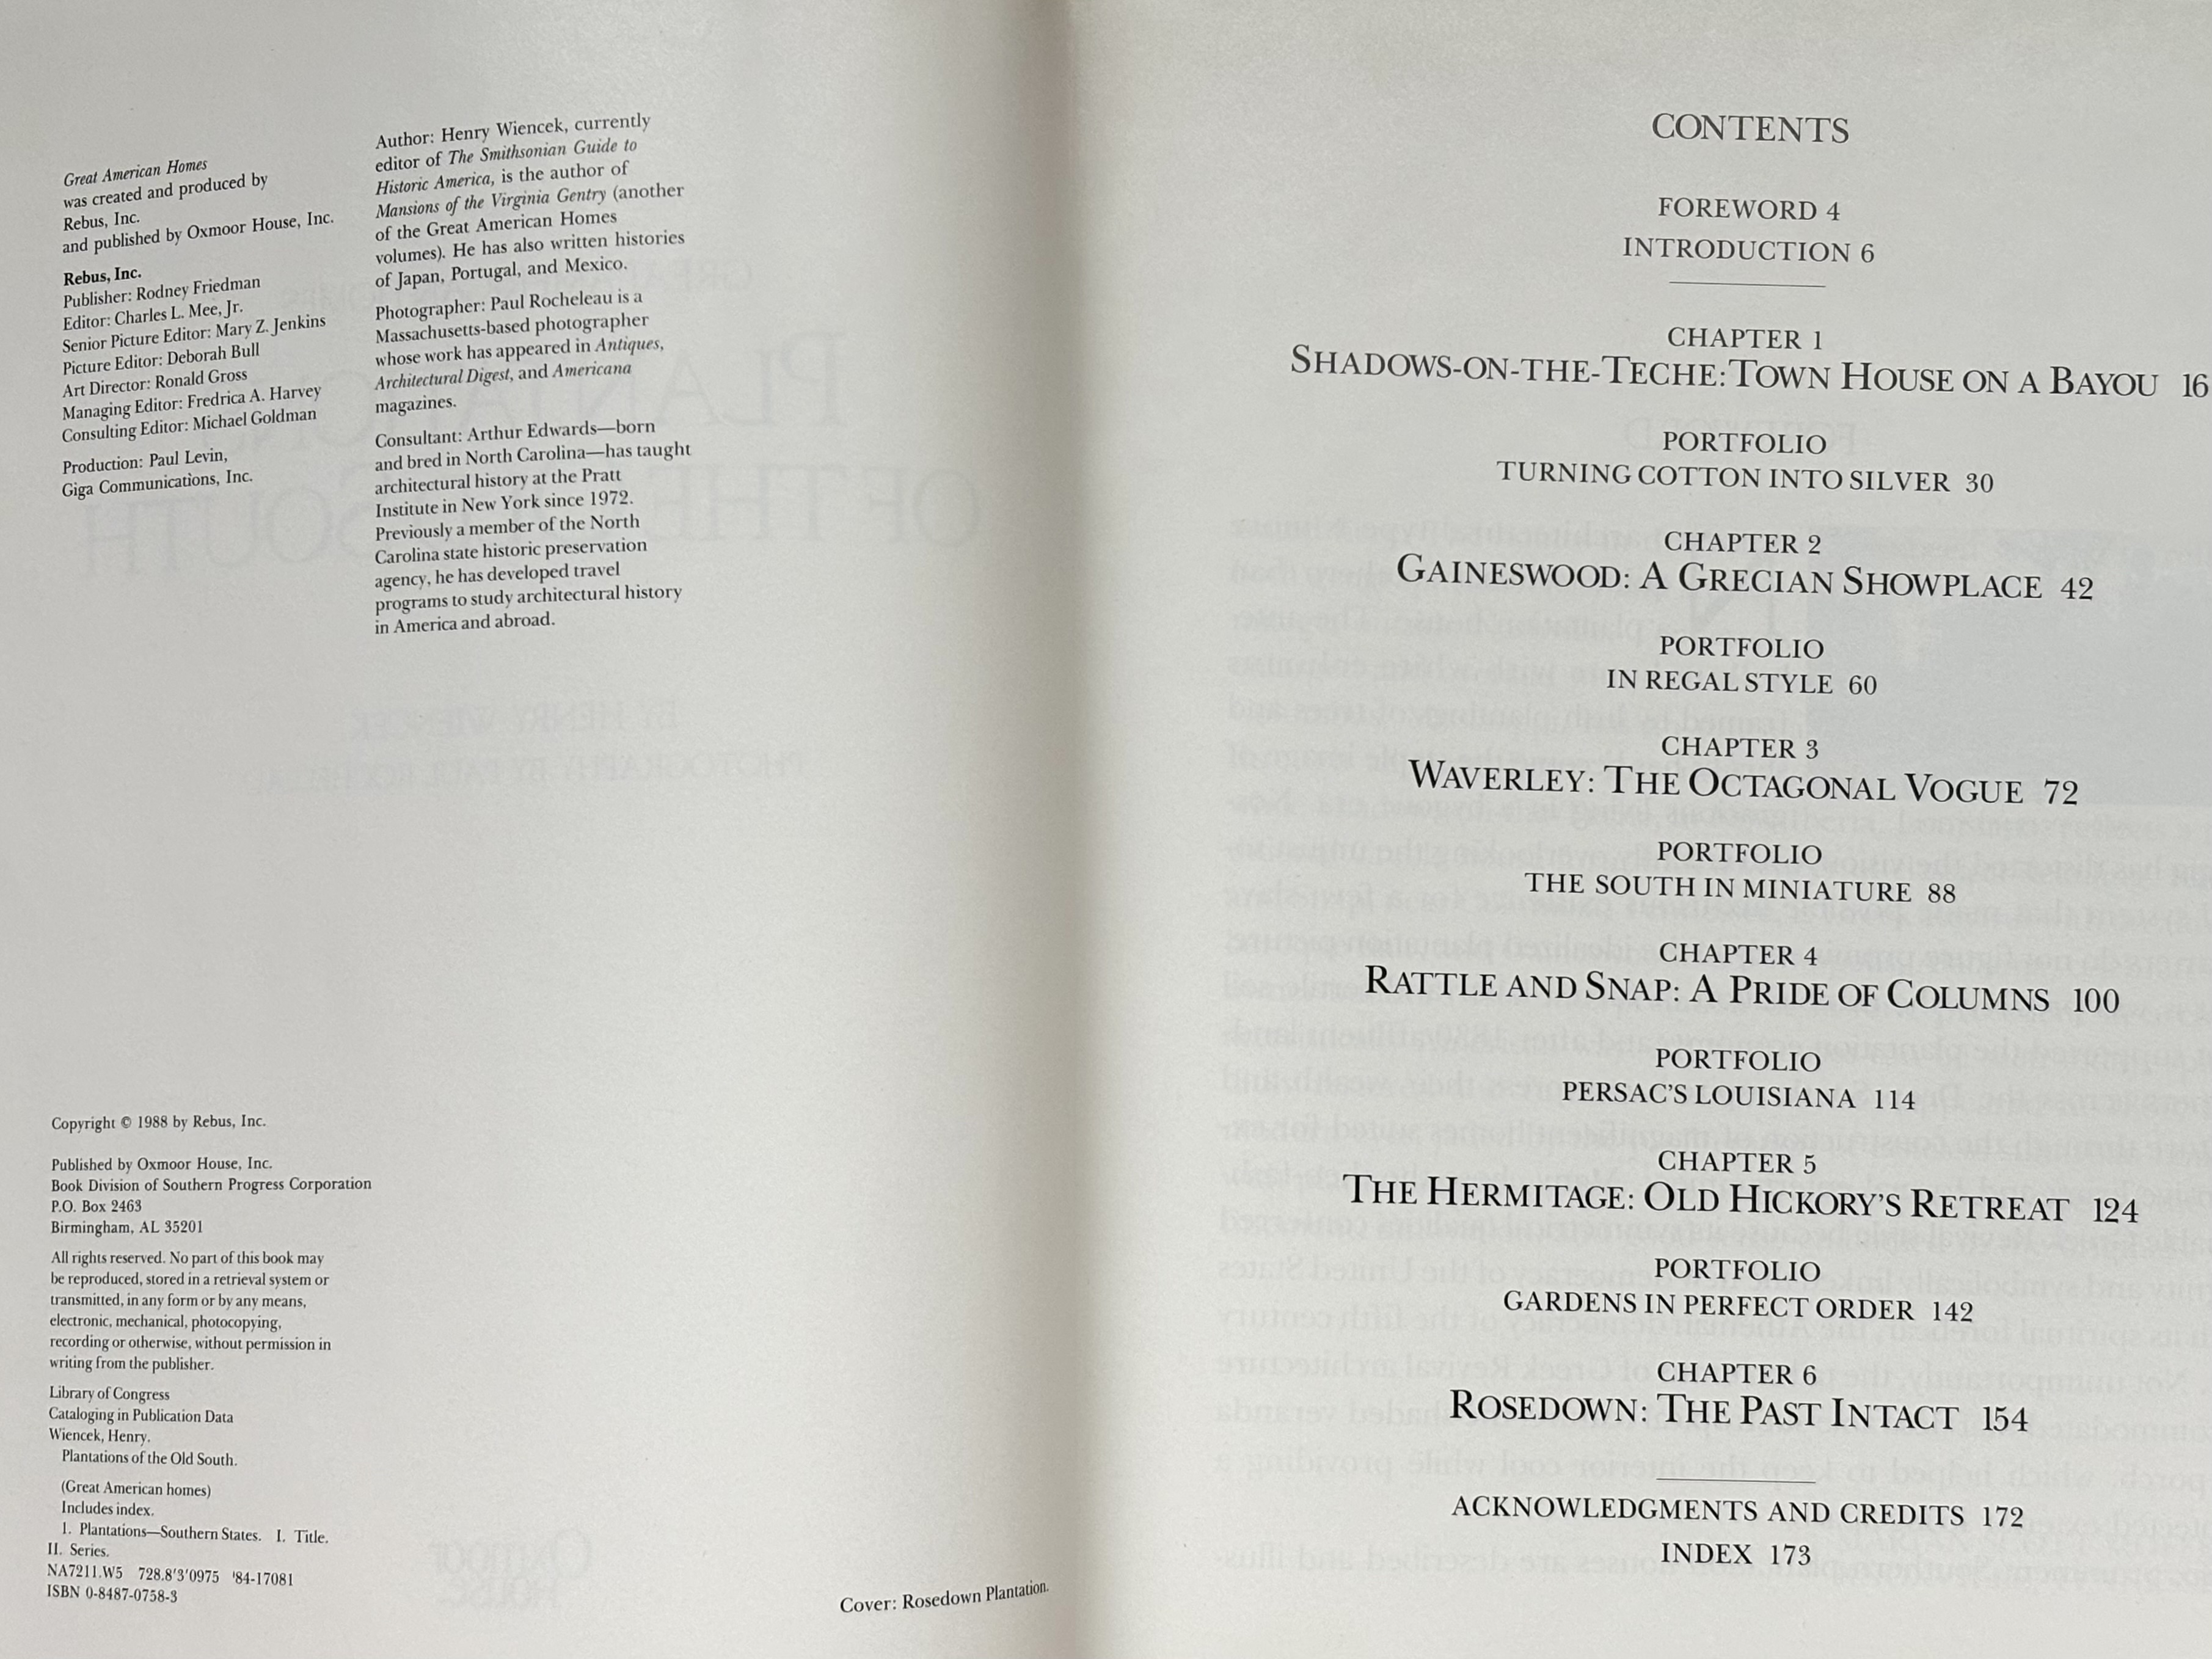 Great American Homes
was created and produced by
Rebus, Inc.
and published by Oxmoor House, Inc.
Rebus, Inc.
Publisher: Rodney Friedman
Editor: Charles L. Mee, Jr.
Senior Picture Editor: Mary Z. Jenkins
Picture Editor: Deborah Bull
Art Director: Ronald Gross
Managing Editor: Fredrica A. Harvey
Consulting Editor: Michael Goldman
Production: Paul Levin,
Giga Communications, Inc.
Author: Henry Wiencek, currently
editor of The Smithsonian Guide to
Historic America, is the author of
Mansions of the Virginia Gentry (another
of the Great American Homes
volumes). He has also written histories
of Japan, Portugal, and Mexico.
Photographer: Paul Rocheleau is a
Massachusetts-based photographer
whose work has appeared in Antiques,
Architectural Digest, and Americana
magazines.
Consultant: Arthur Edwards—born
and bred in North Carolina—has taught
architectural history at the Pratt
Institute in New York since 1972.
Previously a member of the North
Carolina state historic preservation
agency, he has developed travel
programs to study architectural history
in America and abroad.
Copyright © 1988 by Rebus, Inc.
Published by Oxmoor House, Inc.
Book Division of Southern Progress Corporation
P.O. Box 2463
Birmingham, AL 35201
All rights reserved. No part of this book may
be reproduced, stored in a retrieval system or
transmitted, in any form or by any means,
electronic, mechanical, photocopying,
recording or otherwise, without permission in
writing from the publisher.
Library of Congress
Cataloging in Publication Data
Wiencek, Henry.
Plantations of the Old South.
(Great American homes)
Includes index.
1. Plantations—Southern States. I. Title.
II. Series.
NA7211.W5 728.8'3'0975 '84-17081
ISBN 0-8487-0758-3
Cover: Rosedown Plantation.
CONTENTS
FOREWORD 4
INTRODUCTION 6
CHAPTER 1
SHADOWS-ON-THE-TECHE: TOWN HOUSE ON A BAYOU 16
PORTFOLIO
TURNING COTTON INTO SILVER 30
CHAPTER 2
GAINESWOOD: A GRECIAN SHOWPLACE 42
PORTFOLIO
IN REGAL STYLE 60
CHAPTER 3
WAVERLEY: THE OCTAGONAL VOGUE 72
PORTFOLIO
THE SOUTH IN MINIATURE 88
CHAPTER 4
RATTLE AND SNAP: A PRIDE OF COLUMNS 100
PORTFOLIO
PERSAC'S LOUISIANA 114
CHAPTER 5
THE HERMITAGE: OLD HICKORY'S RETREAT 124
PORTFOLIO
GARDENS IN PERFECT ORDER 142
CHAPTER 6
ROSEDOWN: THE PAST INTACT 154
ACKNOWLEDGMENTS AND CREDITS 172
INDEX 173